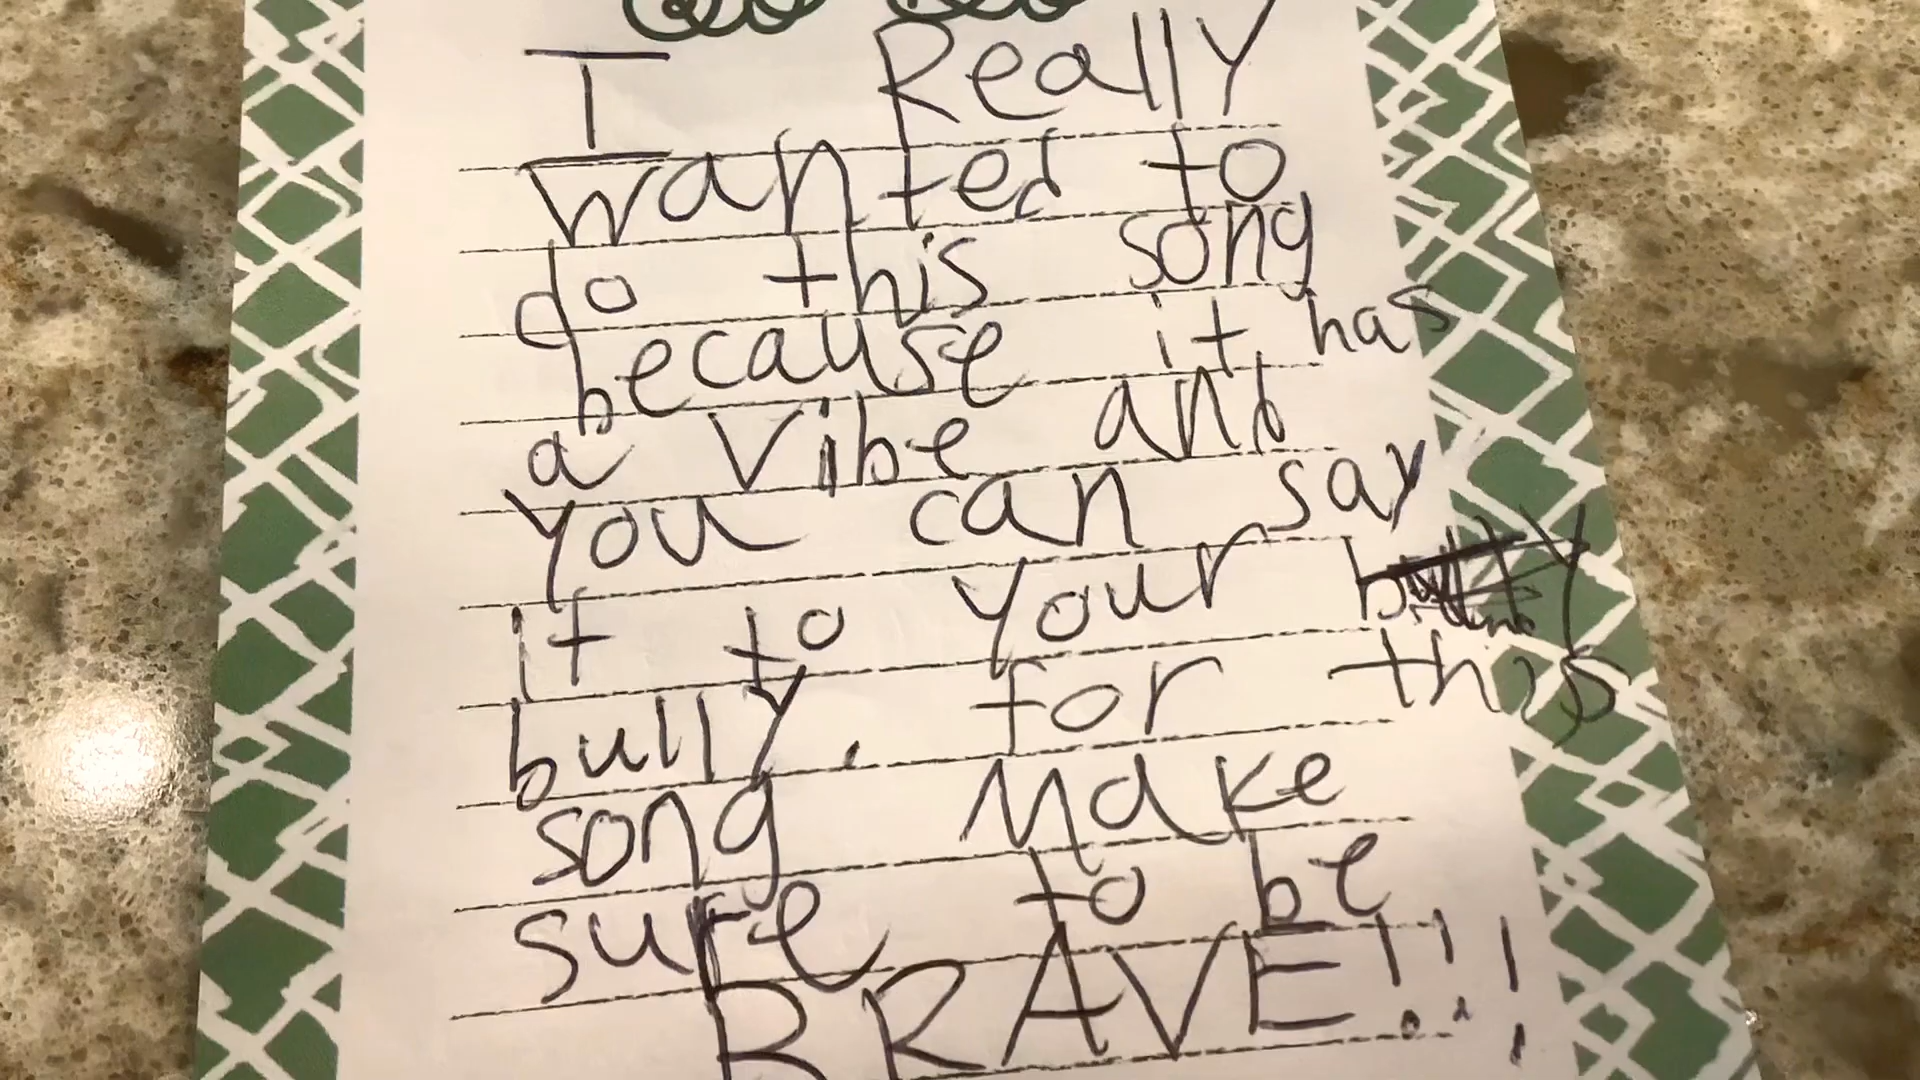 I Really
wanted to
do this song
because it has
a Vibe and
you can say
it to your
bully. for this
song Make
sure to be
BRAVE!!!